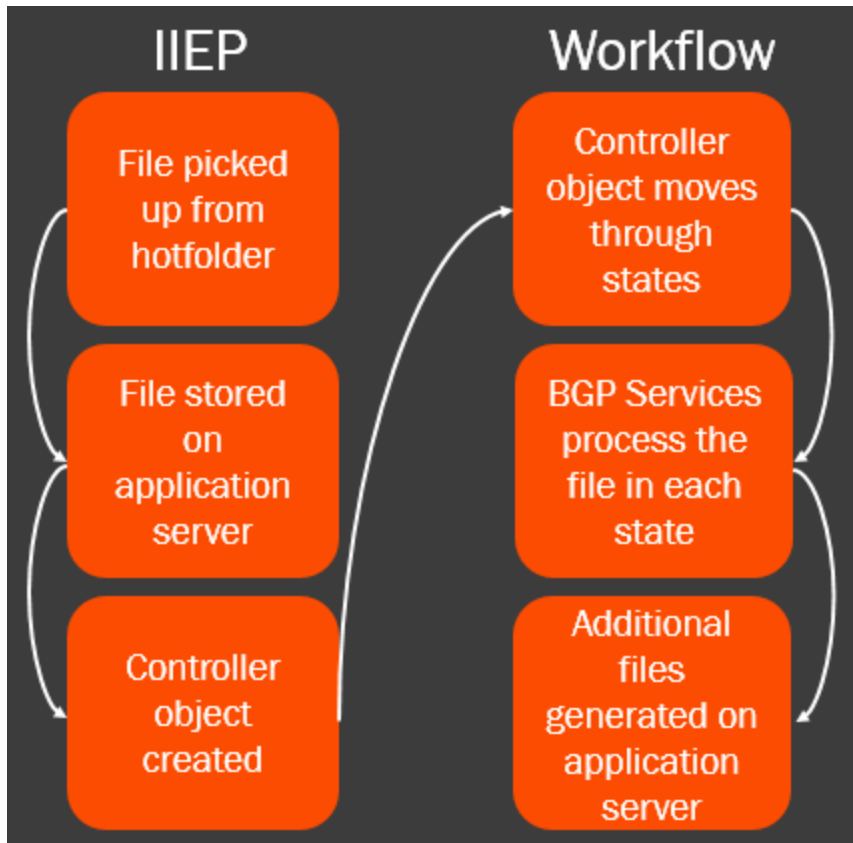 IIEP
File picked
up from
hotfolder
File stored
on
application
server
Controller
object
created
Workflow
Controller
object moves
through
states
BGP Services
process the
file in each
state
Additional
files
generated on
application
server